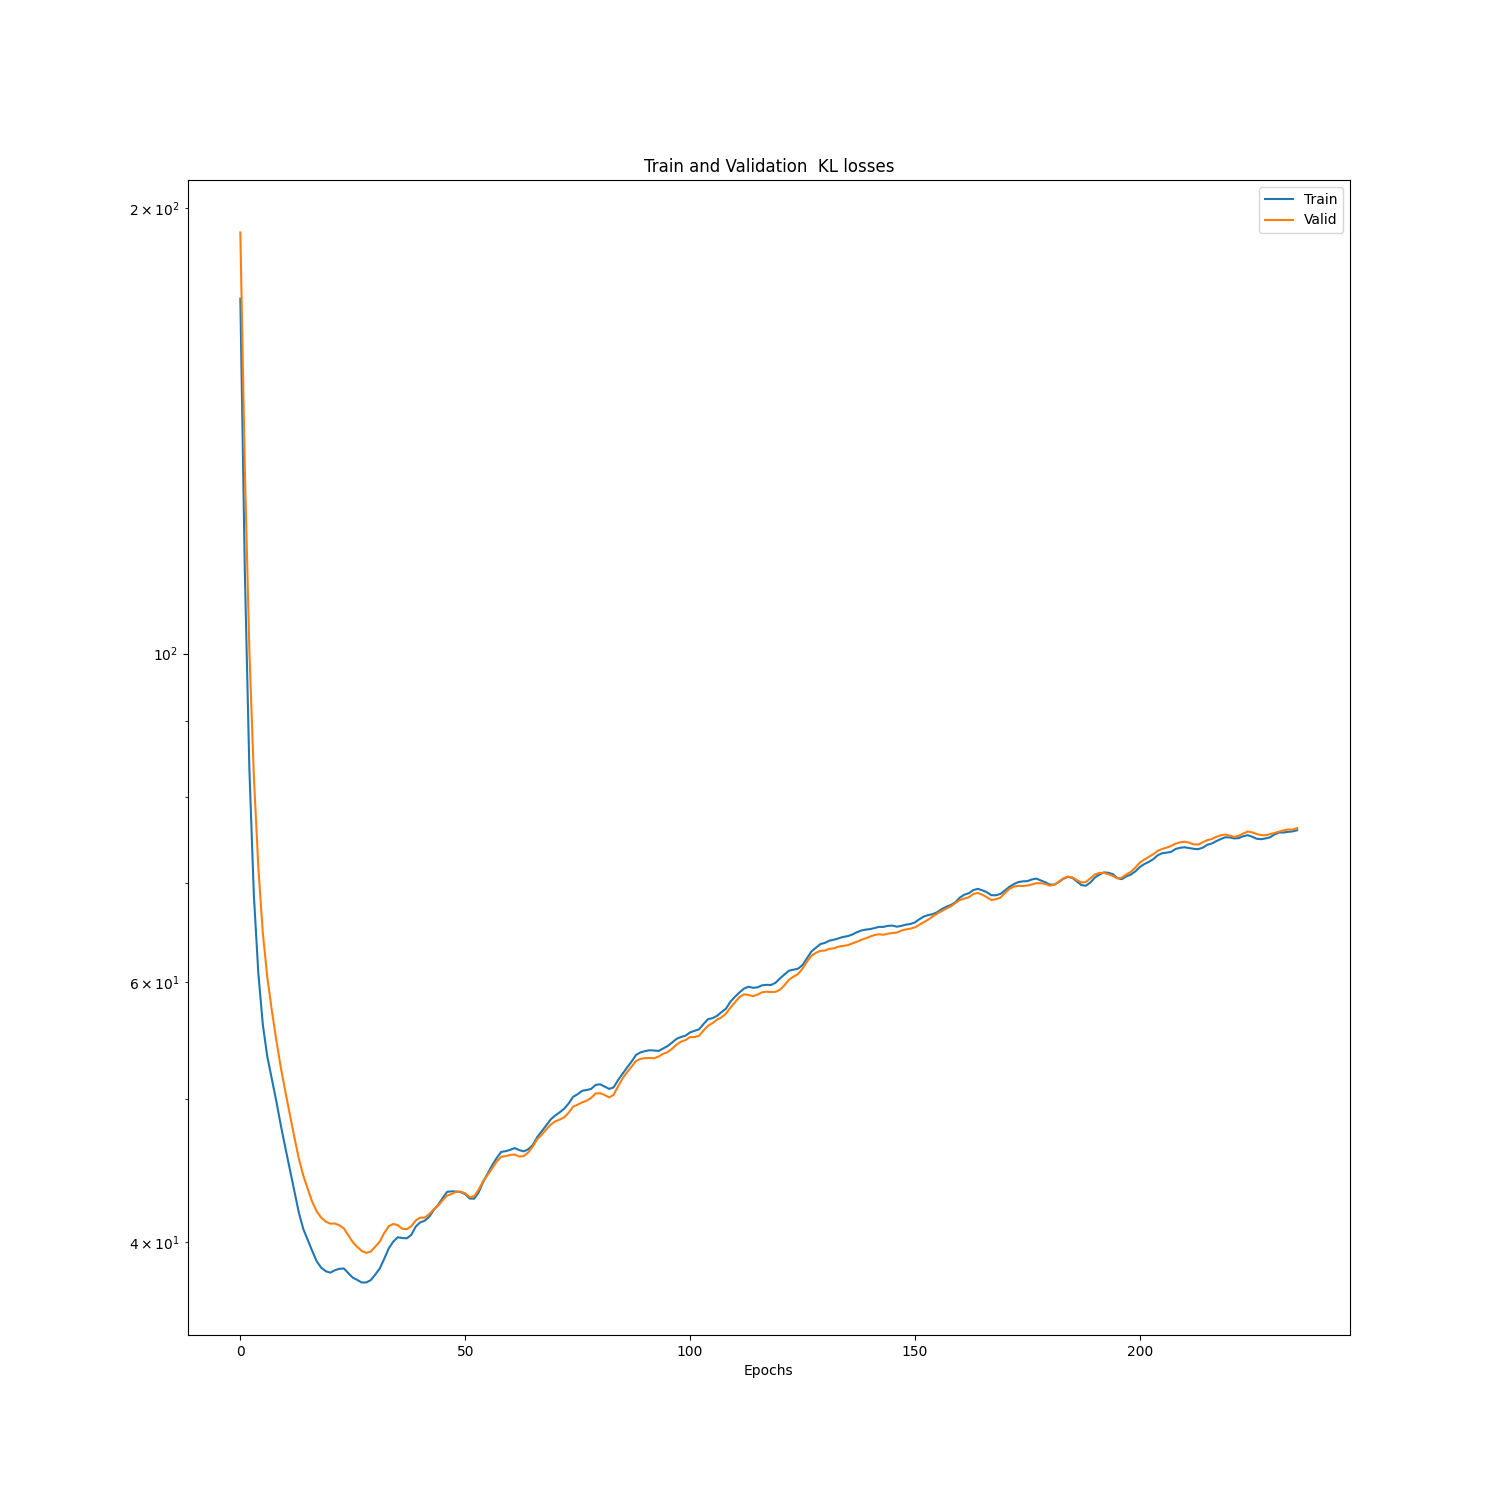 Train and Validation  KL losses
Train
Valid
2 × 10²
10²
6 × 10¹
4 × 10¹
0 50 100 150 200
Epochs